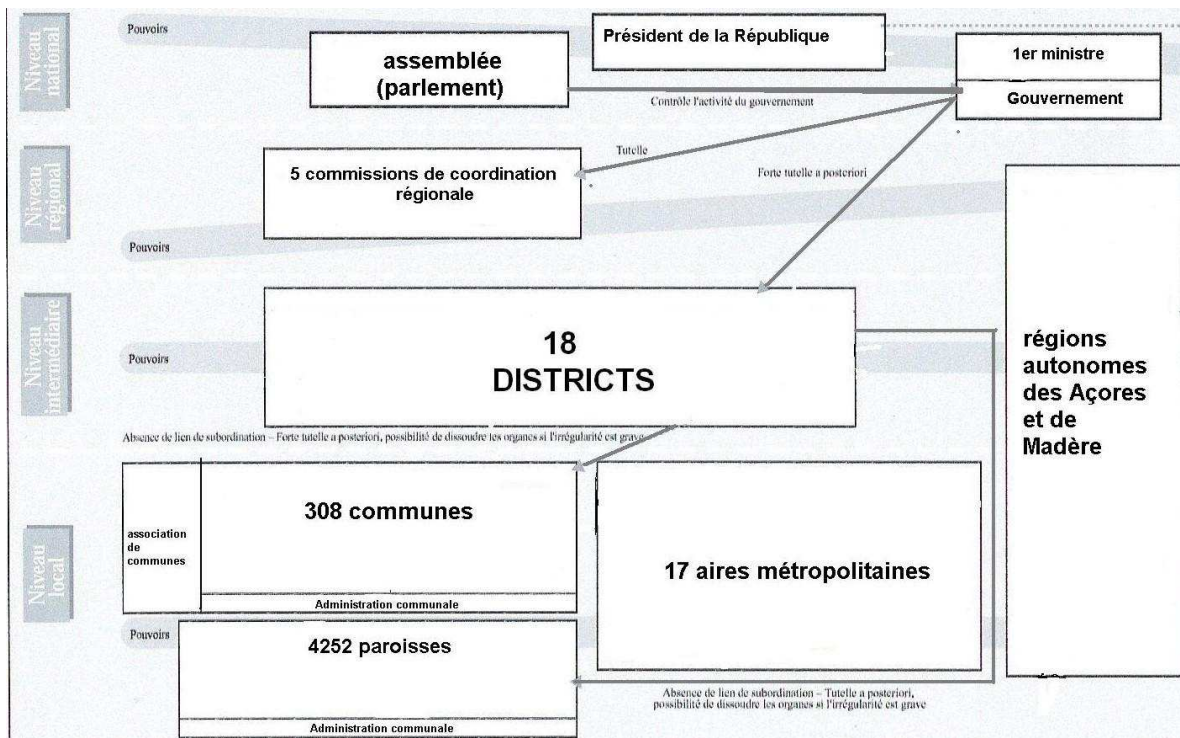 Pouvoirs
Niveau
national
assemblée
(parlement)
Président de la République
1er ministre
Gouvernement
Contrôle l'activité du gouvernement
Tutelle
Forte tutelle a posteriori
Niveau
régional
5 commissions de coordination
régionale
Pouvoirs
Niveau
intermédiaire
Pouvoirs
18
DISTRICTS
régions
autonomes
des Açores
et de
Madère
Absence de lien de subordination – Forte tutelle a posteriori, possibilité de dissoudre les organes si l'irrégularité est grave
Niveau
local
association
de
communes
308 communes
Administration communale
17 aires métropolitaines
Pouvoirs
4252 paroisses
Administration communale
Absence de lien de subordination – Tutelle a posteriori,
possibilité de dissoudre les organes si l'irrégularité est grave